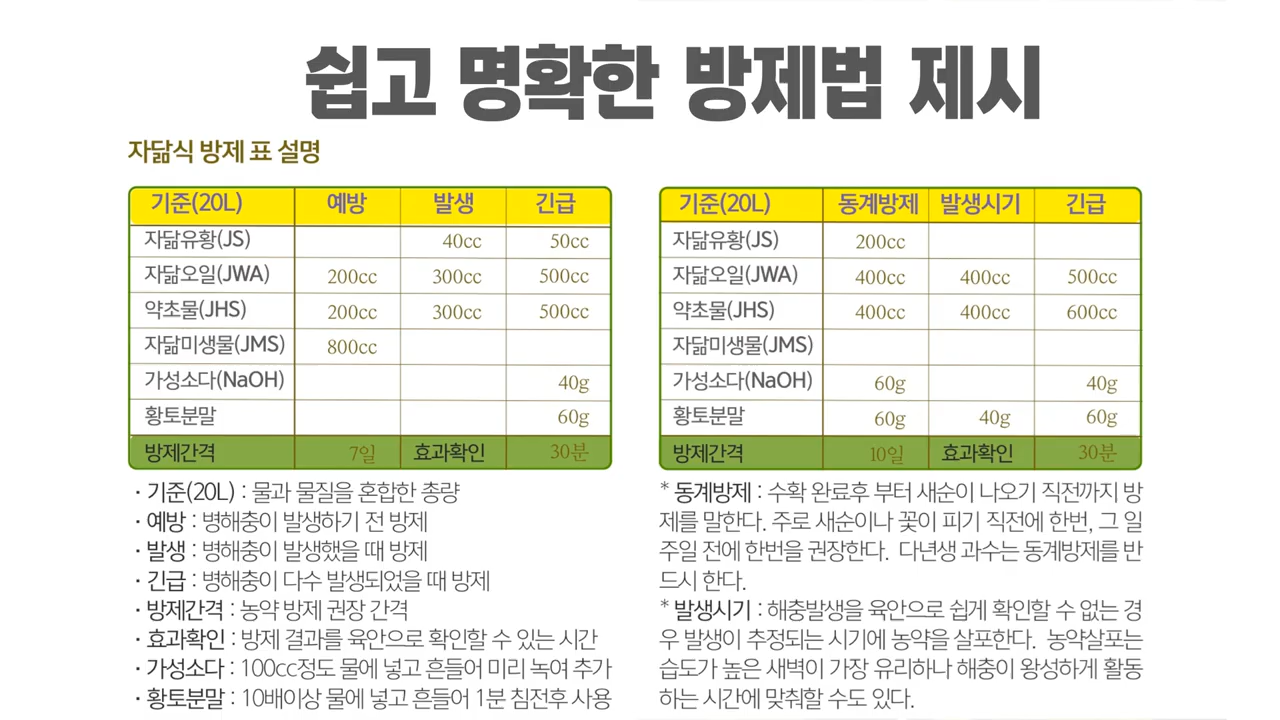 쉽고 명확한 방제법 제시
자닮식 방제 표 설명
기준(20L) 예방 발생 긴급
자닮유황(JS) 40cc 50cc
자닮오일(JWA) 200cc 300cc 500cc
약초물(JHS) 200cc 300cc 500cc
자닮미생물(JMS) 800cc
가성소다(NaOH) 40g
황토분말 60g
방제간격 7일 효과확인 30분
· 기준(20L) : 물과 물질을 혼합한 총량
· 예방 : 병해충이 발생하기 전 방제
· 발생 : 병해충이 발생했을 때 방제
· 긴급 : 병해충이 다수 발생되었을 때 방제
· 방제간격 : 농약 방제 권장 간격
· 효과확인 : 방제 결과를 육안으로 확인할 수 있는 시간
· 가성소다 : 100cc정도 물에 넣고 흔들어 미리 녹여 추가
· 황토분말 : 10배이상 물에 넣고 흔들어 1분 침전후 사용
기준(20L) 동계방제 발생시기 긴급
자닮유황(JS) 200cc
자닮오일(JWA) 400cc 400cc 500cc
약초물(JHS) 400cc 400cc 600cc
자닮미생물(JMS)
가성소다(NaOH) 60g 40g
황토분말 60g 40g 60g
방제간격 10일 효과확인 30분
* 동계방제 : 수확 완료후 부터 새순이 나오기 직전까지 방
제를 말한다. 주로 새순이나 꽃이 피기 직전에 한번, 그 일
주일 전에 한번을 권장한다. 다년생 과수는 동계방제를 반
드시 한다.
* 발생시기 : 해충발생을 육안으로 쉽게 확인할 수 없는 경
우 발생이 추정되는 시기에 농약을 살포한다. 농약살포는
습도가 높은 새벽이 가장 유리하나 해충이 왕성하게 활동
하는 시간에 맞춰할 수도 있다.